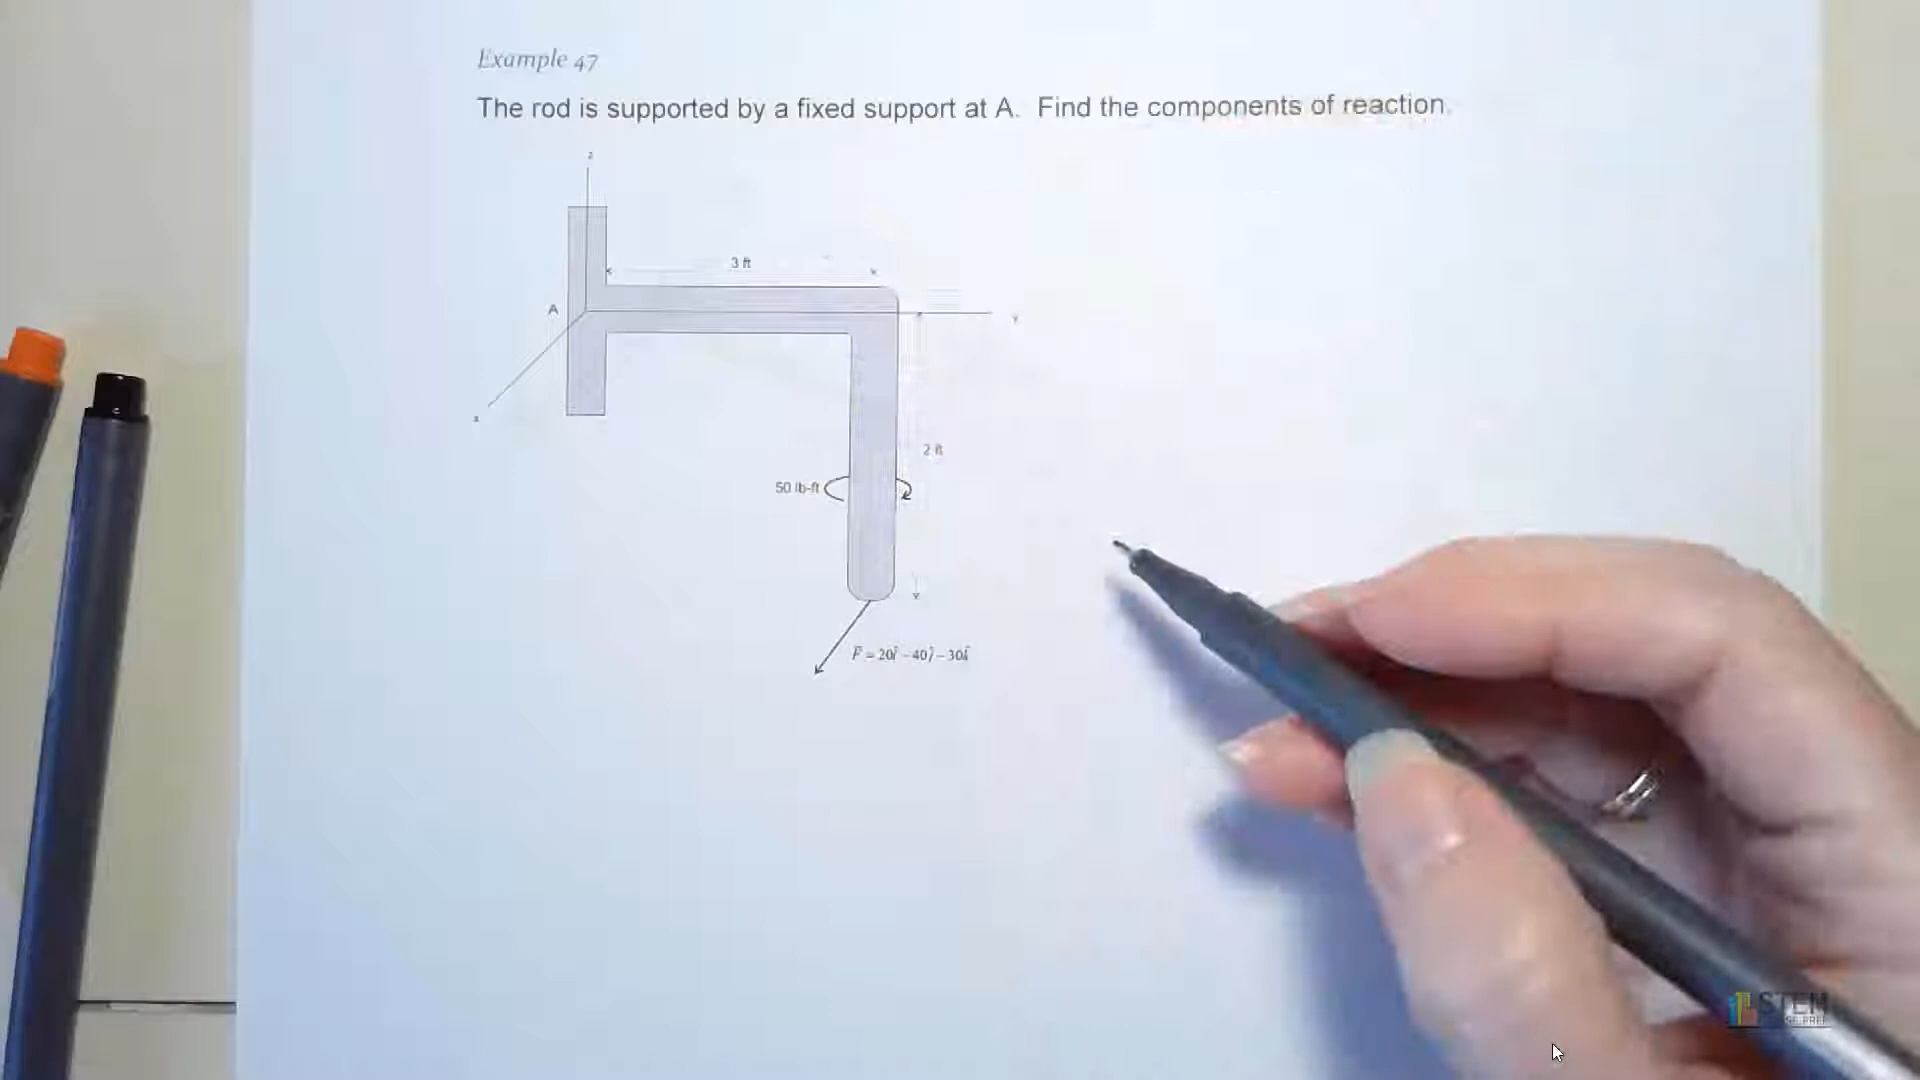 Example 47
The rod is supported by a fixed support at A. Find the components of reaction.
z
3 ft
A
Y
x
2 ft
50 lb-ft
F⃗ = 20î – 40ĵ – 30k̂
STEM